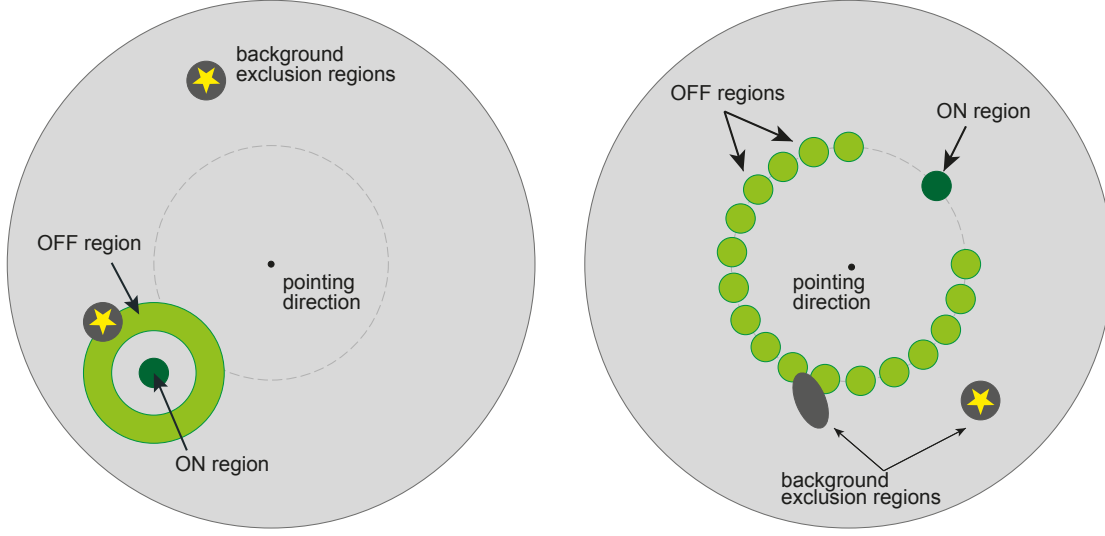 background
exclusion regions
OFF region
pointing
direction
ON region
OFF regions
ON region
pointing
direction
background
exclusion regions